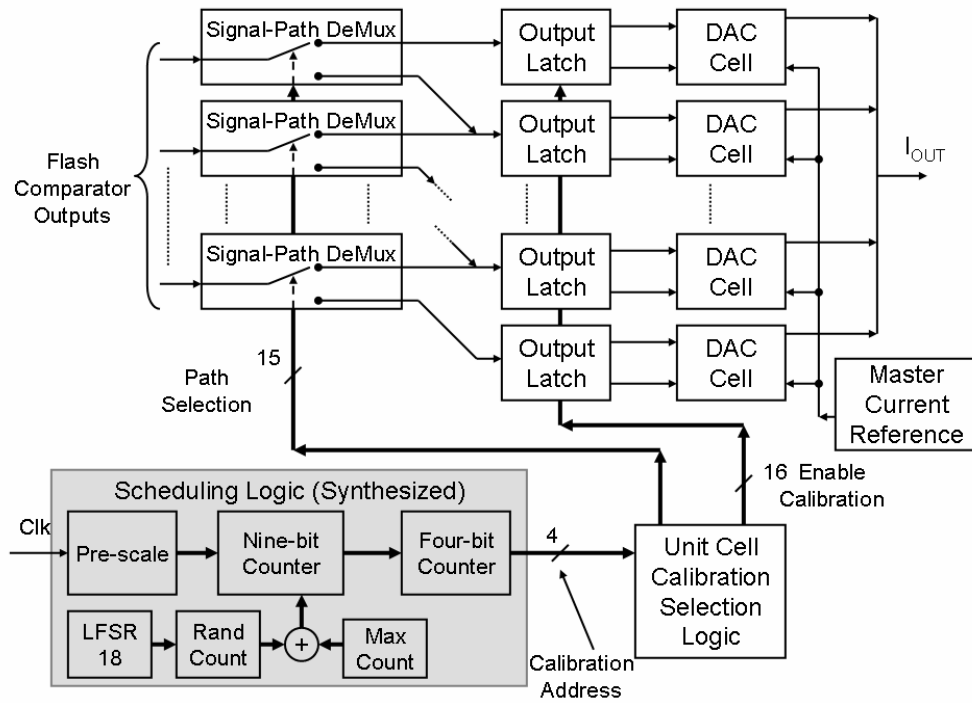 Signal-Path DeMux
Output
Latch
DAC
Cell
Signal-Path DeMux
Output
Latch
DAC
Cell
Flash
Comparator
Outputs
I_OUT
Signal-Path DeMux
Output
Latch
DAC
Cell
15
Path
Selection
Output
Latch
DAC
Cell
Master
Current
Reference
16 Enable
Calibration
Scheduling Logic (Synthesized)
Clk
Pre-scale
Nine-bit
Counter
Four-bit
Counter
4
Unit Cell
Calibration
Selection
Logic
LFSR
18
Rand
Count
+
Max
Count
Calibration
Address